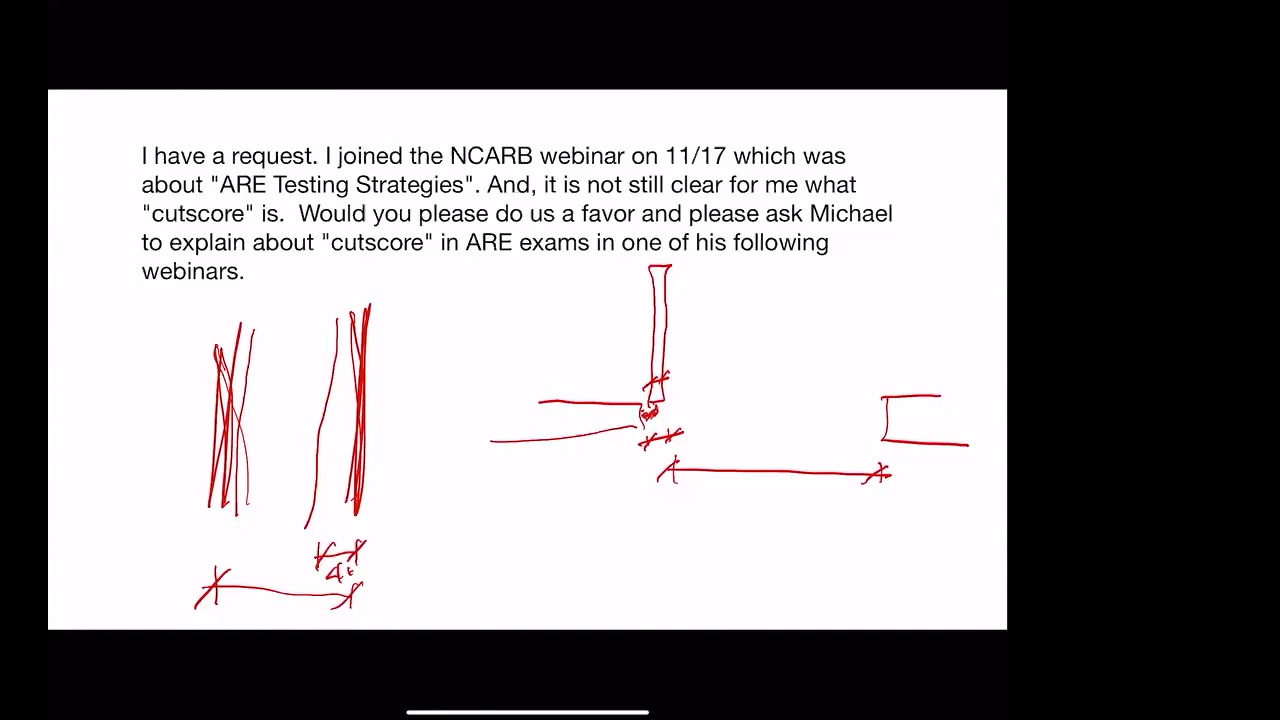 I have a request. I joined the NCARB webinar on 11/17 which was
about "ARE Testing Strategies". And, it is not still clear for me what
"cutscore" is.  Would you please do us a favor and please ask Michael
to explain about "cutscore" in ARE exams in one of his following
webinars.
4"